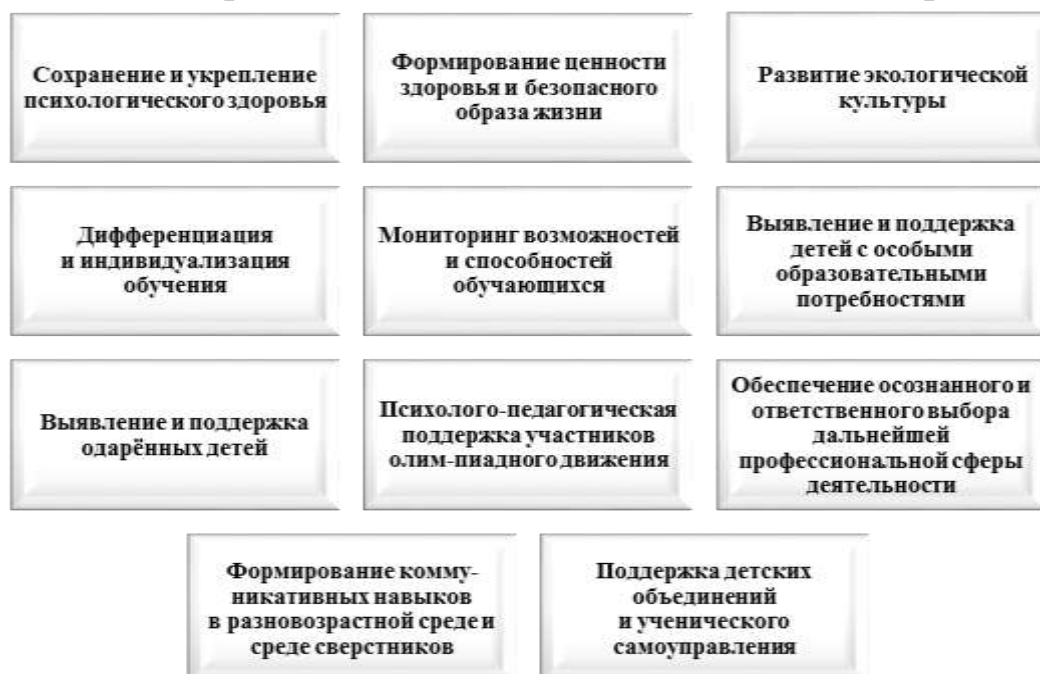 Сохранение и укрепление
психологического здоровья
Формирование ценности
здоровья и безопасного
образа жизни
Развитие экологической
культуры
Дифференциация
и индивидуализация
обучения
Мониторинг возможностей
и способностей
обучающихся
Выявление и поддержка
детей с особыми
образовательными
потребностями
Выявление и поддержка
одарённых детей
Психолого-педагогическая
поддержка участников
олим-пиадного движения
Обеспечение осознанного и
ответственного выбора
дальнейшей
профессиональной сферы
деятельности
Формирование комму-
никативных навыков
в разновозрастной среде и
среде сверстников
Поддержка детских
объединений
и ученического
самоуправления